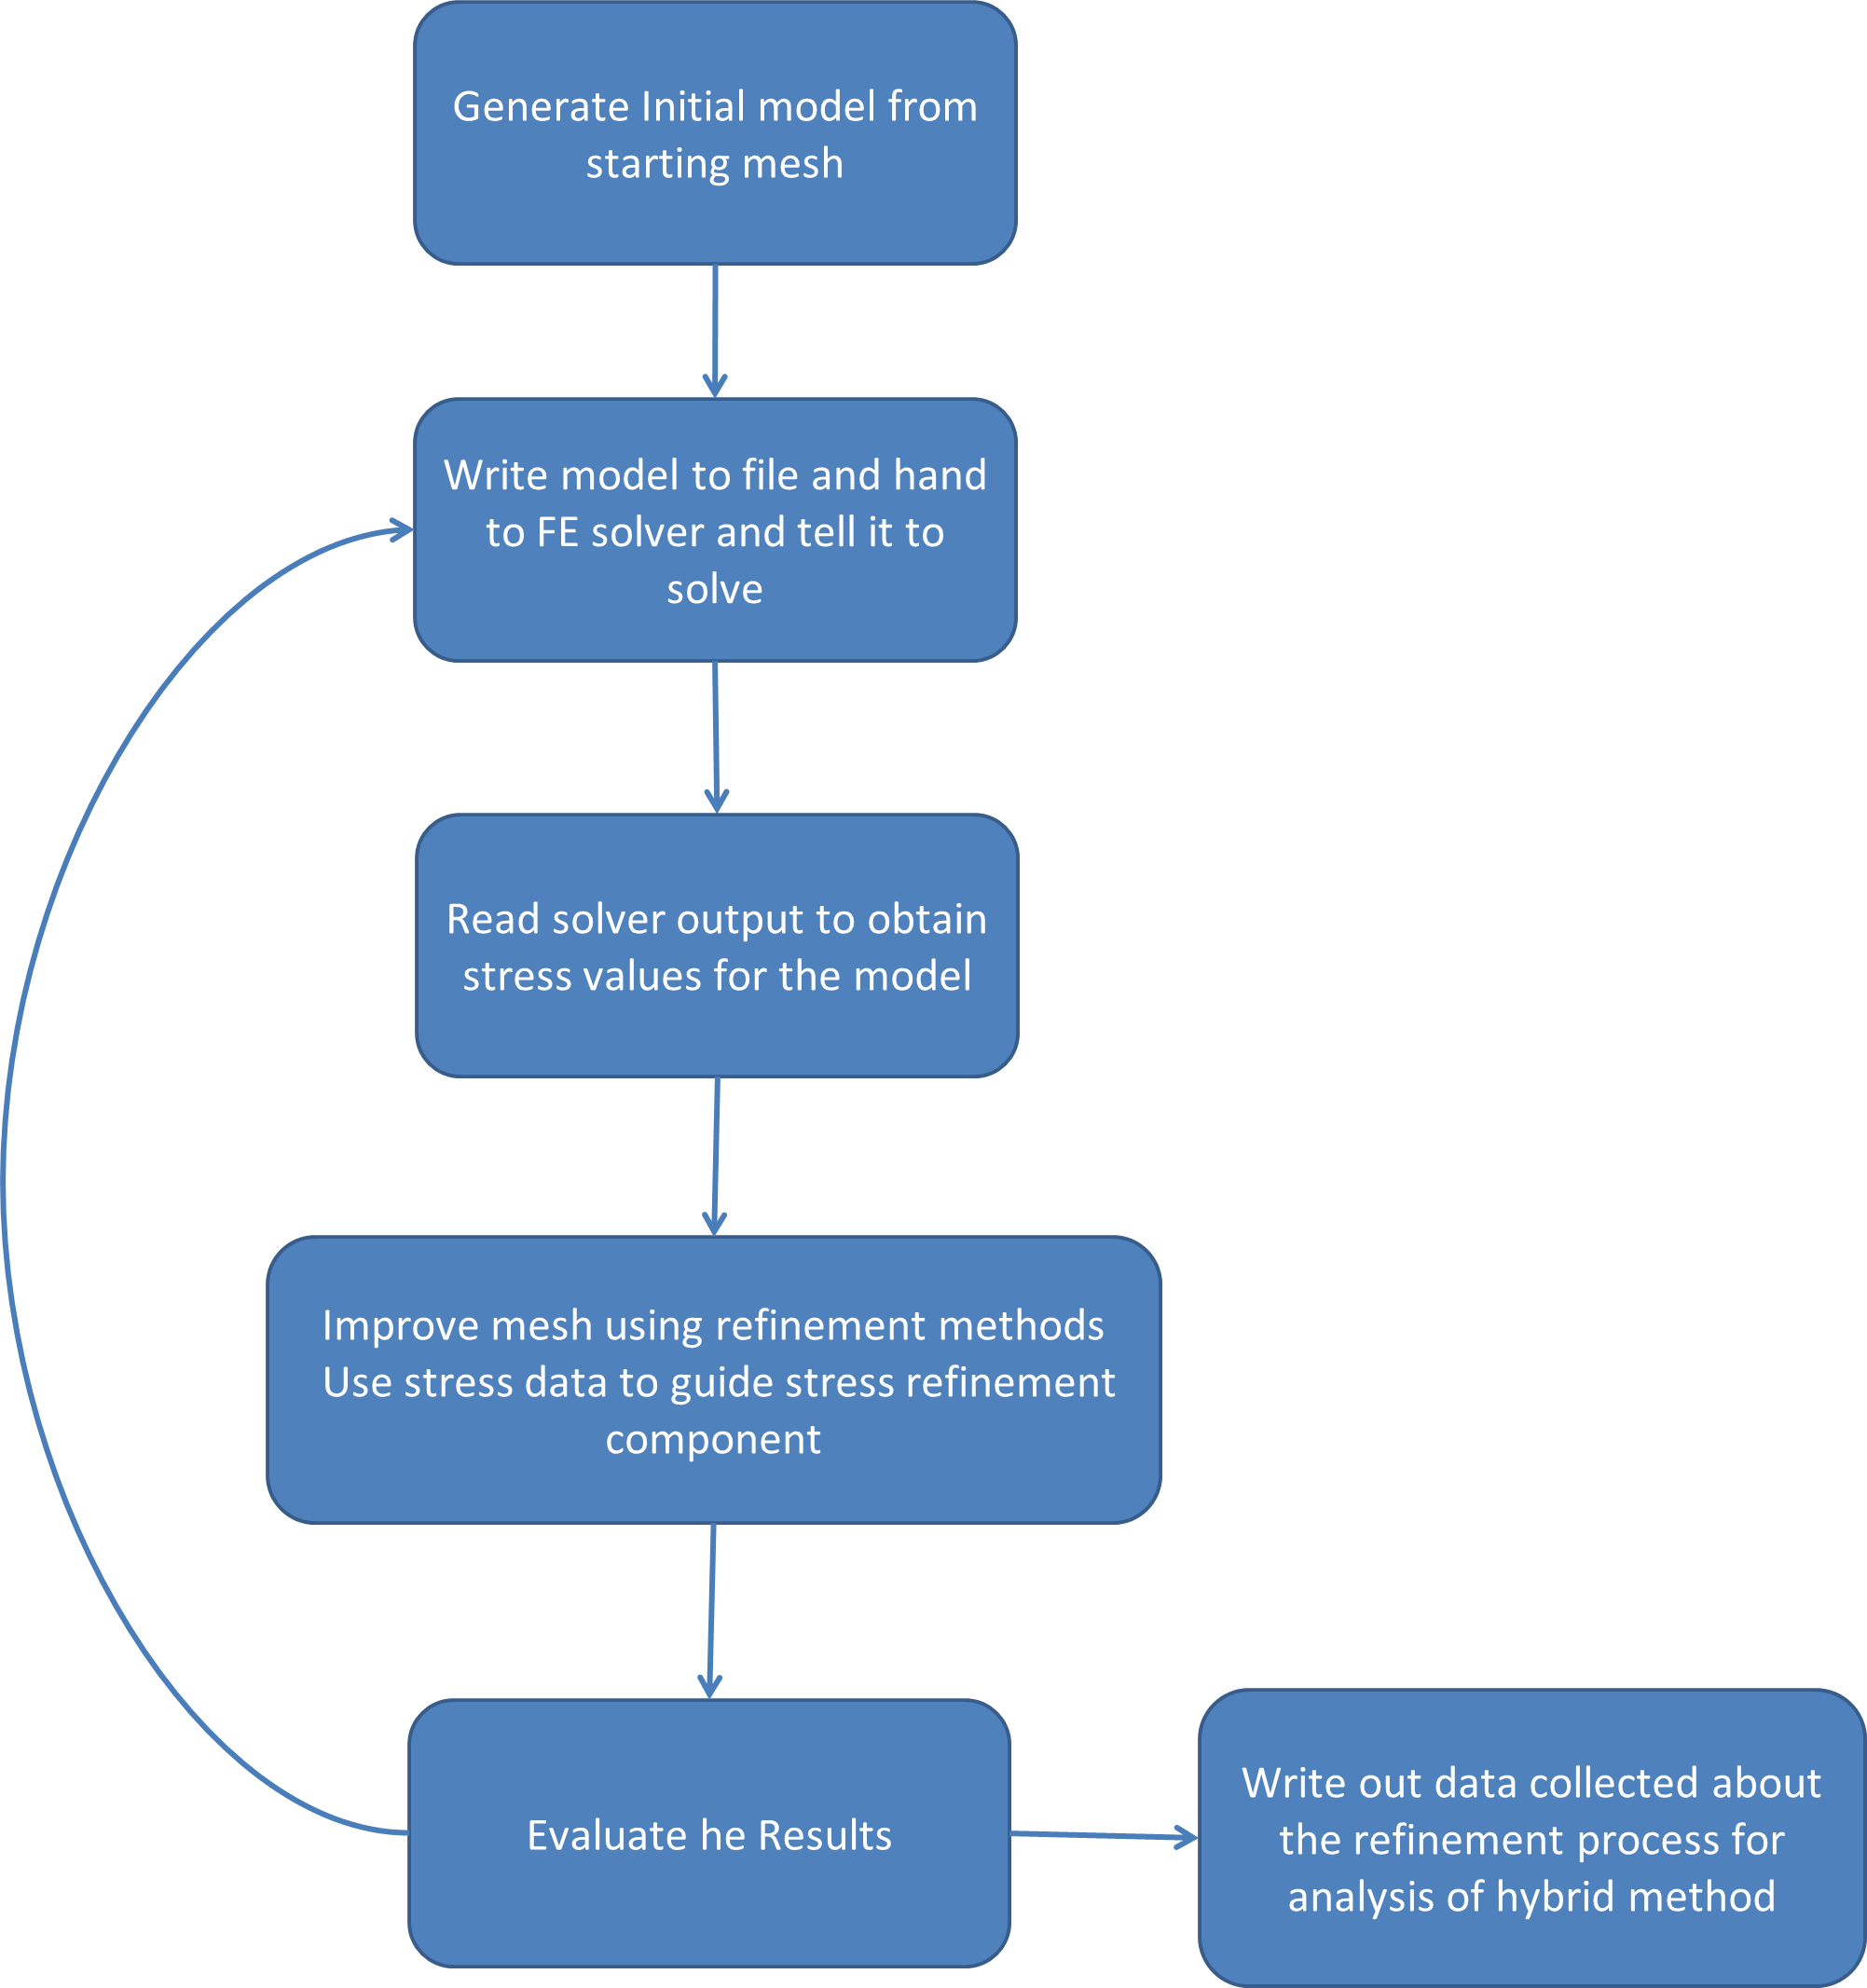 Generate Initial model from
starting mesh
Write model to file and hand
to FE solver and tell it to
solve
Read solver output to obtain
stress values for the model
Improve mesh using refinement methods
Use stress data to guide stress refinement
component
Evaluate he Results
Write out data collected about
the refinement process for
analysis of hybrid method